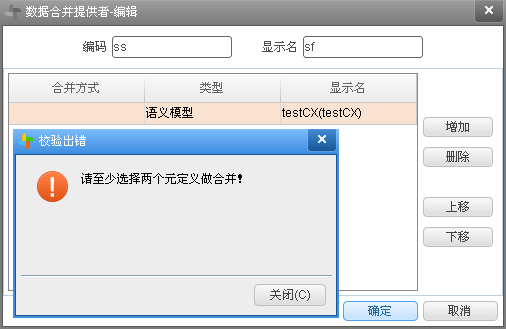 数据合并提供者-编辑
编码 ss 显示名 sf
合并方式 类型 显示名
语义模型 testCX(testCX)
增加
删除
上移
下移
校验出错
请至少选择两个元定义做合并!
关闭(C)
确定 取消